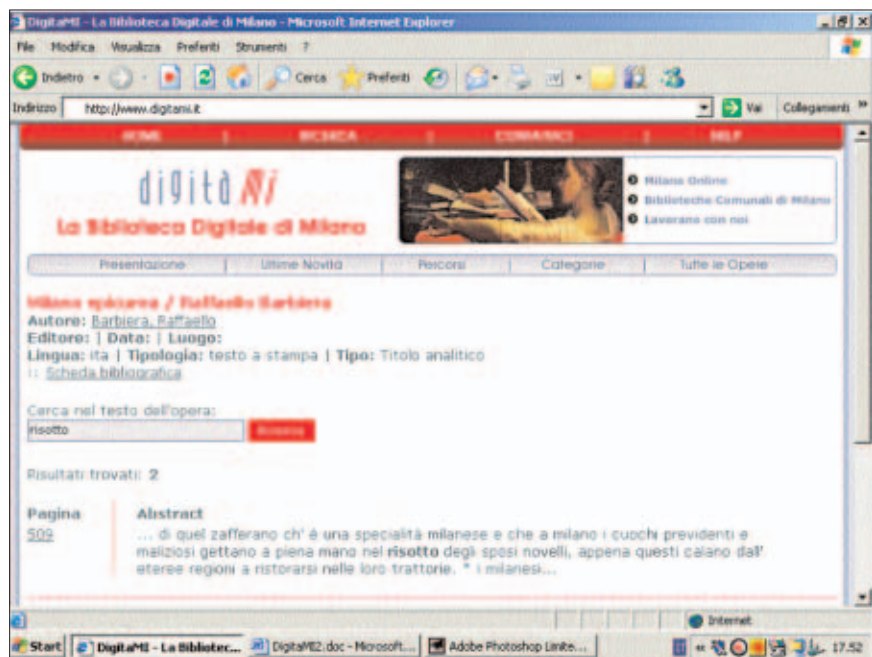 DigitaMI - La Biblioteca Digitale di Milano - Microsoft Internet Explorer
File Modifica Visualizza Preferiti Strumenti ?
Indietro Cerca Preferiti
Indirizzo http://www.digitami.it Vai Collegamenti »
HOME | RICERCA | CONTATTACI | HELP
digitàMi
La Biblioteca Digitale di Milano
Milano Online
Biblioteche Comunali di Milano
Lavorano con noi
Presentazione | Ultime Novità | Percorsi | Categorie | Tutte le Opere
Milano epicurea / Raffaello Barbiera
Autore: Barbiera, Raffaello
Editore: | Data: | Luogo:
Lingua: ita | Tipologia: testo a stampa | Tipo: Titolo analitico
:: Scheda bibliografica
Cerca nel testo dell'opera:
risotto
Risultati trovati: 2
Pagina Abstract
509 ... di quel zafferano ch' é una specialità milanese e che a milano i cuochi previdenti e
maliziosi gettano a piena mano nel risotto degli sposi novelli, appena questi calano dall'
eteree regioni a ristorarsi nelle loro trattorie. * i milanesi...
Internet
Start DigitaMI - La Bibliotec... DigitaMI2.doc - Microsoft... Adobe Photoshop Limite... « 17.52